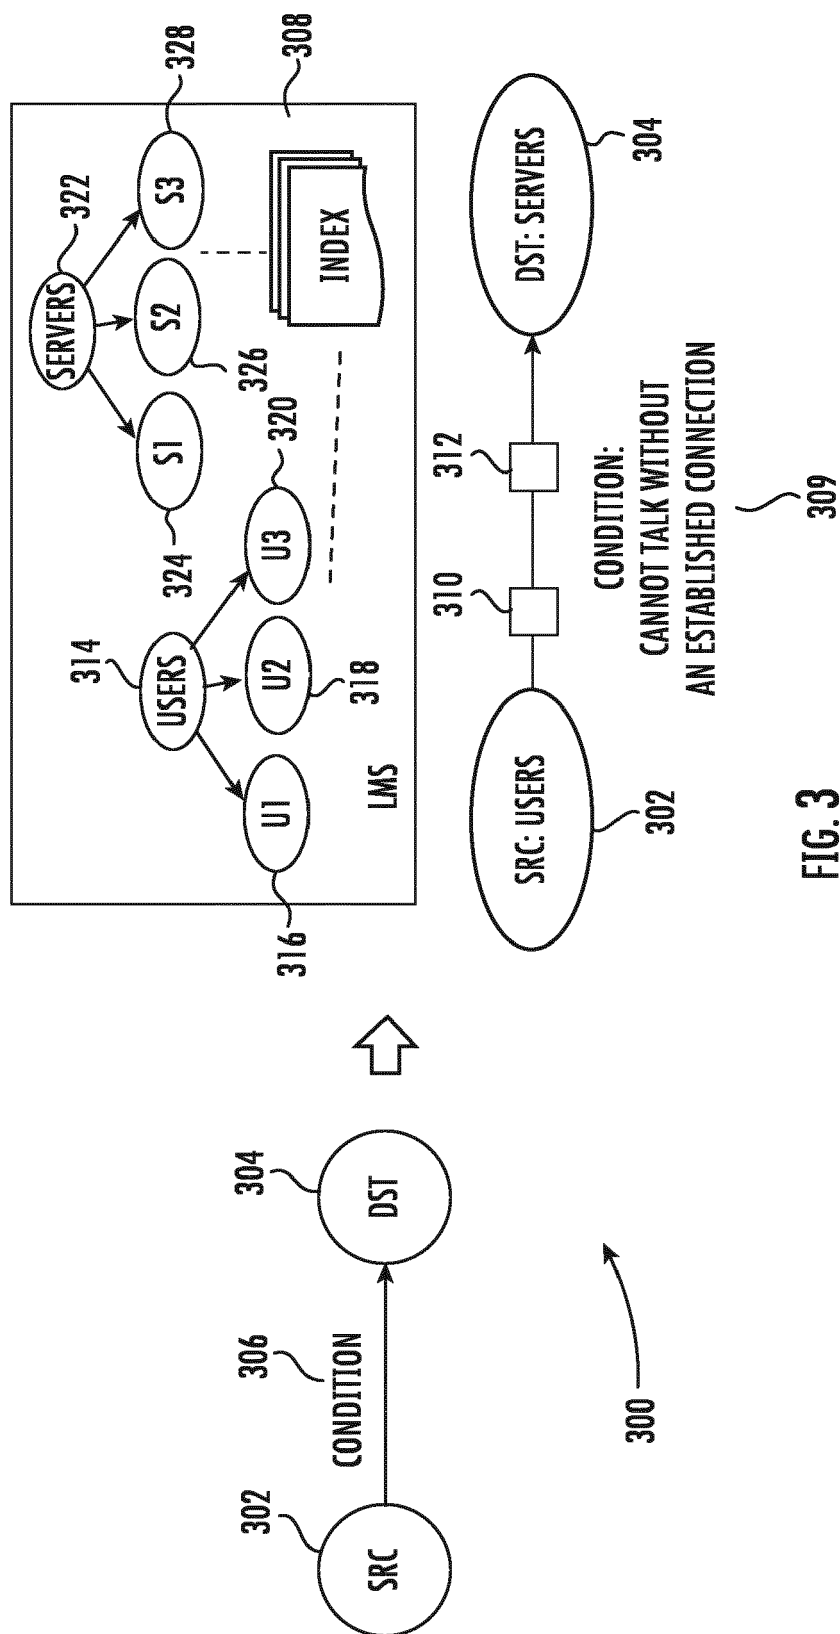 302
SRC
306
CONDITION
304
DST
300
322
SERVERS
328
S3
308
S2
326
S1
324
314
USERS
320
U3
U2
318
U1
316
INDEX
LMS
SRC: USERS
302
310
312
DST: SERVERS
304
CONDITION:
CANNOT TALK WITHOUT
AN ESTABLISHED CONNECTION
309
FIG. 3